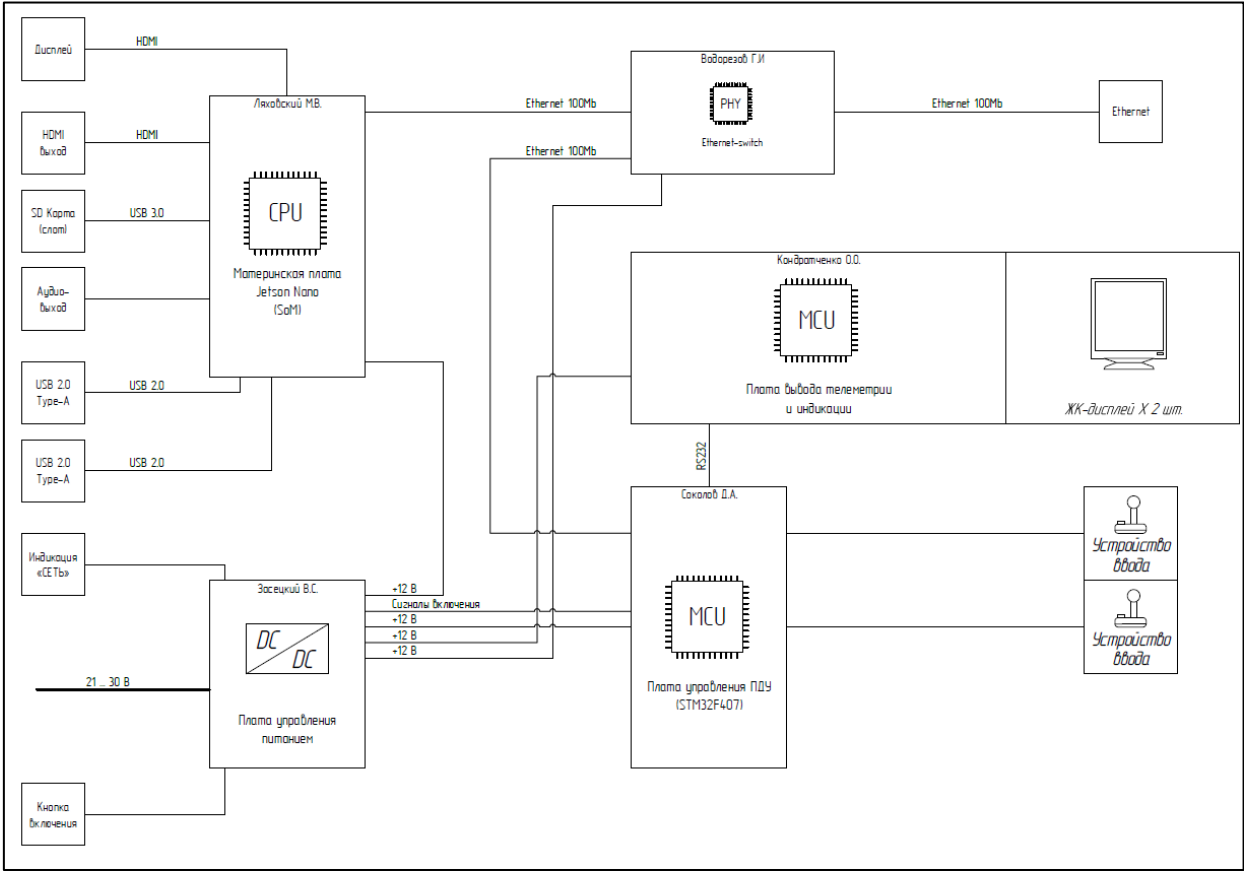 Дисплей
HDMI
Ляховский М.В.
Водорезов Г.И
PHY
Ethernet-switch
Ethernet 100Mb
Ethernet 100Mb
Ethernet
HDMI
выход
HDMI
Ethernet 100Mb
SD Карта
(слот)
USB 3.0
CPU
Материнская плата
Jetson Nano
(SoM)
Аудио-
выход
USB 2.0
Type-A
USB 2.0
USB 2.0
Type-A
USB 2.0
Кондратченко О.О.
MCU
Плата вывода телеметрии
и индикации
ЖК-дисплей X 2 шт.
RS232
Индикация
«СЕТЬ»
Засецкий В.С.
DC
DC
Плата управления
питанием
21 ... 30 В
+12 В
Сигналы включения
+12 В
+12 В
+12 В
Соколов Д.А.
MCU
Плата управления ПДУ
(STM32F407)
Устройство
ввода
Устройство
ввода
Кнопка
включения